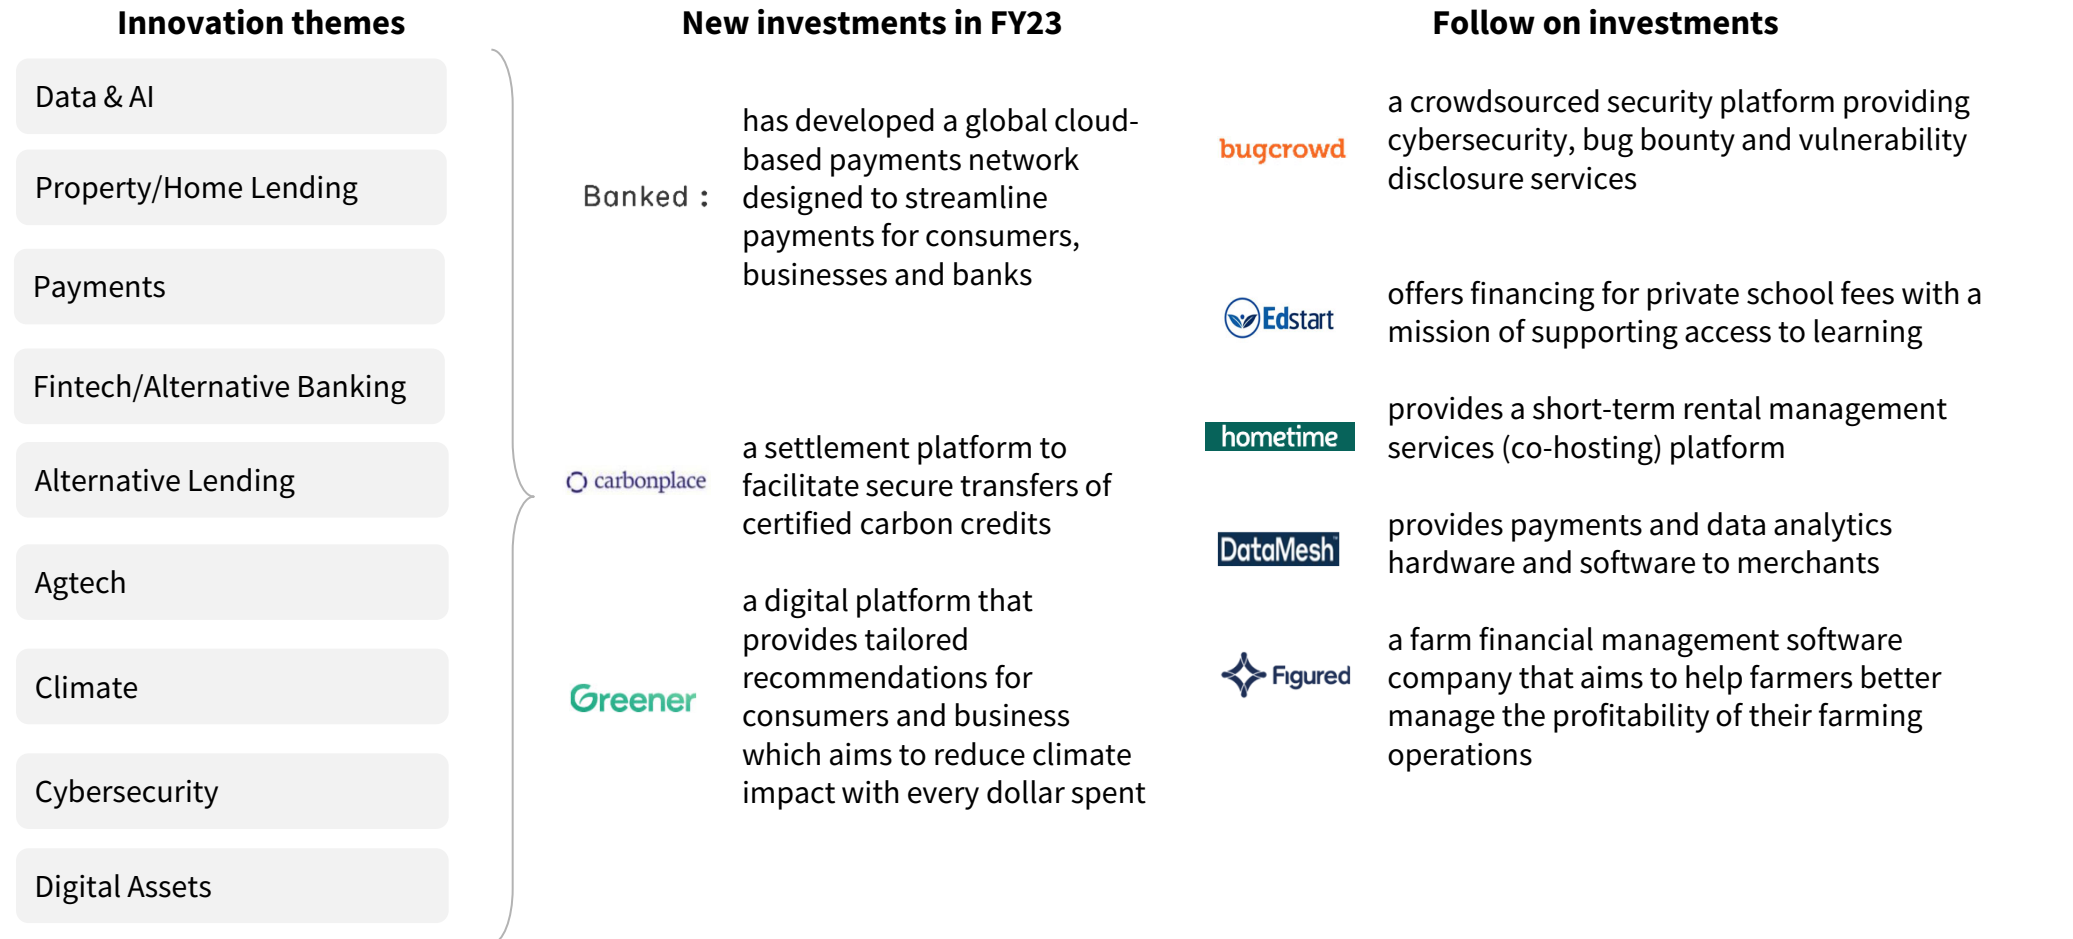 Innovation themes
Data & AI
Property/Home Lending
Payments
Fintech/Alternative Banking
Alternative Lending
Agtech
Climate
Cybersecurity
Digital Assets
New investments in FY23
Banked :
has developed a global cloud-
based payments network
designed to streamline
payments for consumers,
businesses and banks
carbonplace
a settlement platform to
facilitate secure transfers of
certified carbon credits
Greener
a digital platform that
provides tailored
recommendations for
consumers and business
which aims to reduce climate
impact with every dollar spent
Follow on investments
bugcrowd
a crowdsourced security platform providing
cybersecurity, bug bounty and vulnerability
disclosure services
Edstart
offers financing for private school fees with a
mission of supporting access to learning
hometime
provides a short-term rental management
services (co-hosting) platform
DataMesh™
provides payments and data analytics
hardware and software to merchants
Figured
a farm financial management software
company that aims to help farmers better
manage the profitability of their farming
operations